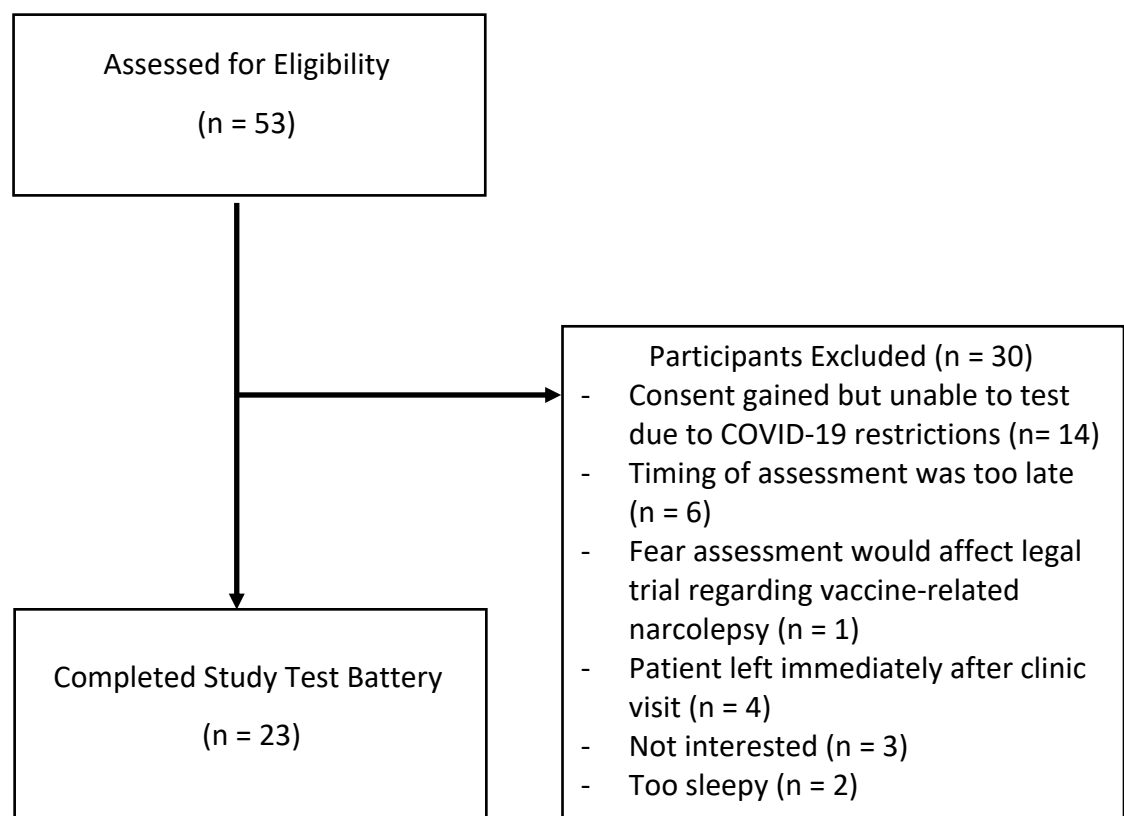 Assessed for Eligibility
(n = 53)
Participants Excluded (n = 30)
- Consent gained but unable to test
due to COVID-19 restrictions (n= 14)
- Timing of assessment was too late
(n = 6)
- Fear assessment would affect legal
trial regarding vaccine-related
narcolepsy (n = 1)
- Patient left immediately after clinic
visit (n = 4)
- Not interested (n = 3)
- Too sleepy (n = 2)
Completed Study Test Battery
(n = 23)